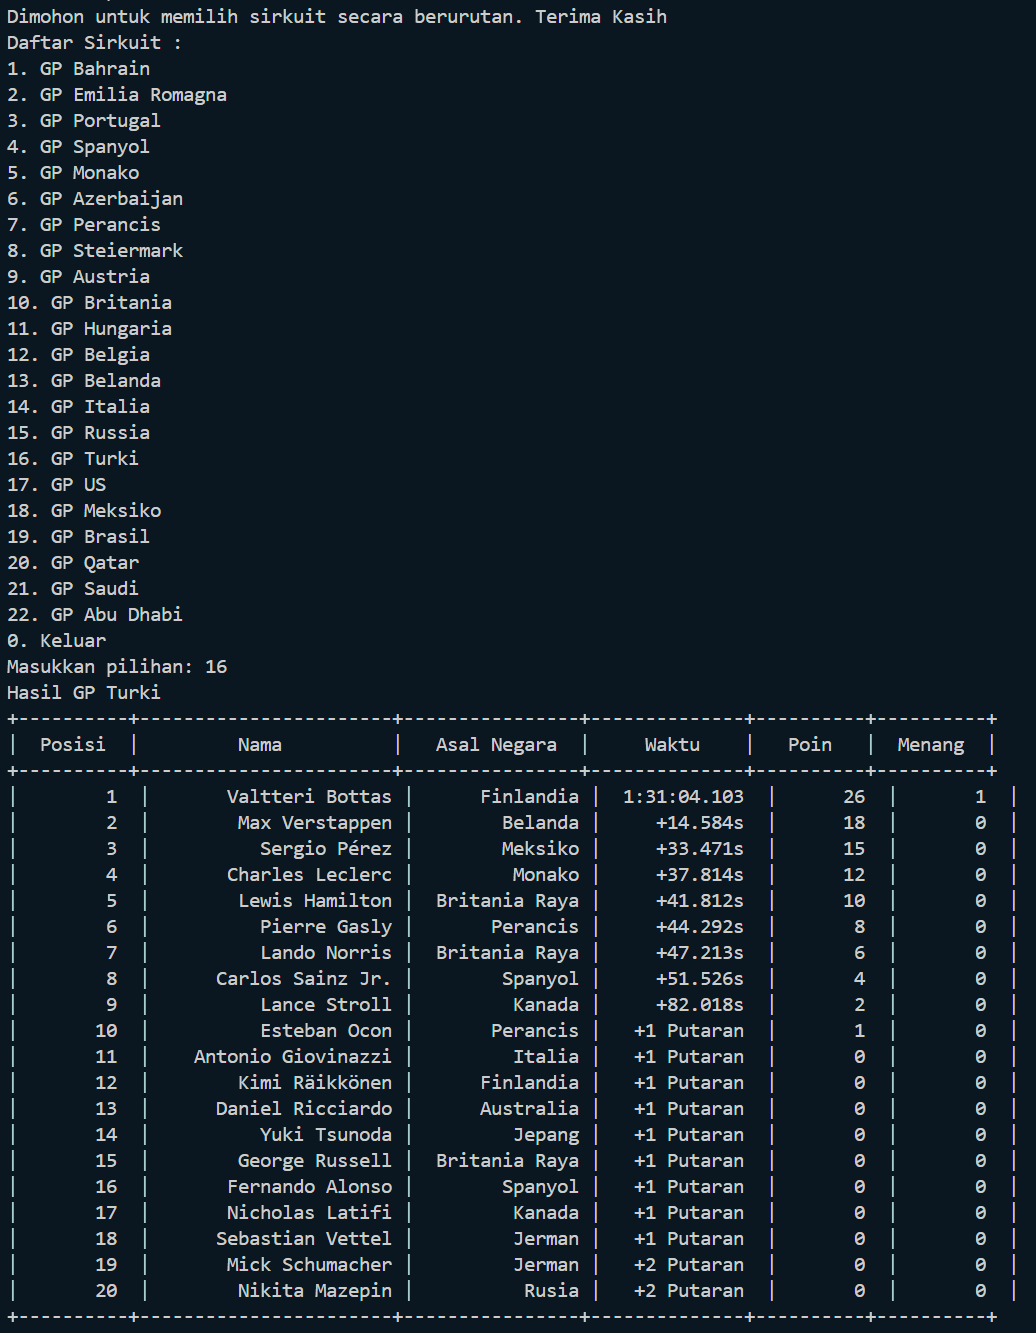 Dimohon untuk memilih sirkuit secara berurutan. Terima Kasih
Daftar Sirkuit :
1. GP Bahrain
2. GP Emilia Romagna
3. GP Portugal
4. GP Spanyol
5. GP Monako
6. GP Azerbaijan
7. GP Perancis
8. GP Steiermark
9. GP Austria
10. GP Britania
11. GP Hungaria
12. GP Belgia
13. GP Belanda
14. GP Italia
15. GP Russia
16. GP Turki
17. GP US
18. GP Meksiko
19. GP Brasil
20. GP Qatar
21. GP Saudi
22. GP Abu Dhabi
0. Keluar
Masukkan pilihan: 16
Hasil GP Turki
+----------+-----------------------+----------------+--------------+----------+----------+
|  Posisi  |         Nama          |   Asal Negara  |     Waktu    |   Poin   |  Menang  |
+----------+-----------------------+----------------+--------------+----------+----------+
|        1  |       Valtteri Bottas |      Finlandia |  1:31:04.103  |      26  |       1  |
|        2  |        Max Verstappen |        Belanda |     +14.584s  |      18  |       0  |
|        3  |          Sergio Pérez |        Meksiko |     +33.471s  |      15  |       0  |
|        4  |       Charles Leclerc |         Monako |     +37.814s  |      12  |       0  |
|        5  |        Lewis Hamilton |  Britania Raya |     +41.812s  |      10  |       0  |
|        6  |          Pierre Gasly |       Perancis |     +44.292s  |       8  |       0  |
|        7  |          Lando Norris |  Britania Raya |     +47.213s  |       6  |       0  |
|        8  |      Carlos Sainz Jr. |        Spanyol |     +51.526s  |       4  |       0  |
|        9  |          Lance Stroll |         Kanada |     +82.018s  |       2  |       0  |
|       10  |          Esteban Ocon |       Perancis |   +1 Putaran  |       1  |       0  |
|       11  |    Antonio Giovinazzi |         Italia |   +1 Putaran  |       0  |       0  |
|       12  |        Kimi Räikkönen |      Finlandia |   +1 Putaran  |       0  |       0  |
|       13  |      Daniel Ricciardo |      Australia |   +1 Putaran  |       0  |       0  |
|       14  |          Yuki Tsunoda |         Jepang |   +1 Putaran  |       0  |       0  |
|       15  |        George Russell |  Britania Raya |   +1 Putaran  |       0  |       0  |
|       16  |       Fernando Alonso |        Spanyol |   +1 Putaran  |       0  |       0  |
|       17  |       Nicholas Latifi |         Kanada |   +1 Putaran  |       0  |       0  |
|       18  |      Sebastian Vettel |         Jerman |   +1 Putaran  |       0  |       0  |
|       19  |       Mick Schumacher |         Jerman |   +2 Putaran  |       0  |       0  |
|       20  |        Nikita Mazepin |          Rusia |   +2 Putaran  |       0  |       0  |
+----------+-----------------------+----------------+--------------+----------+----------+